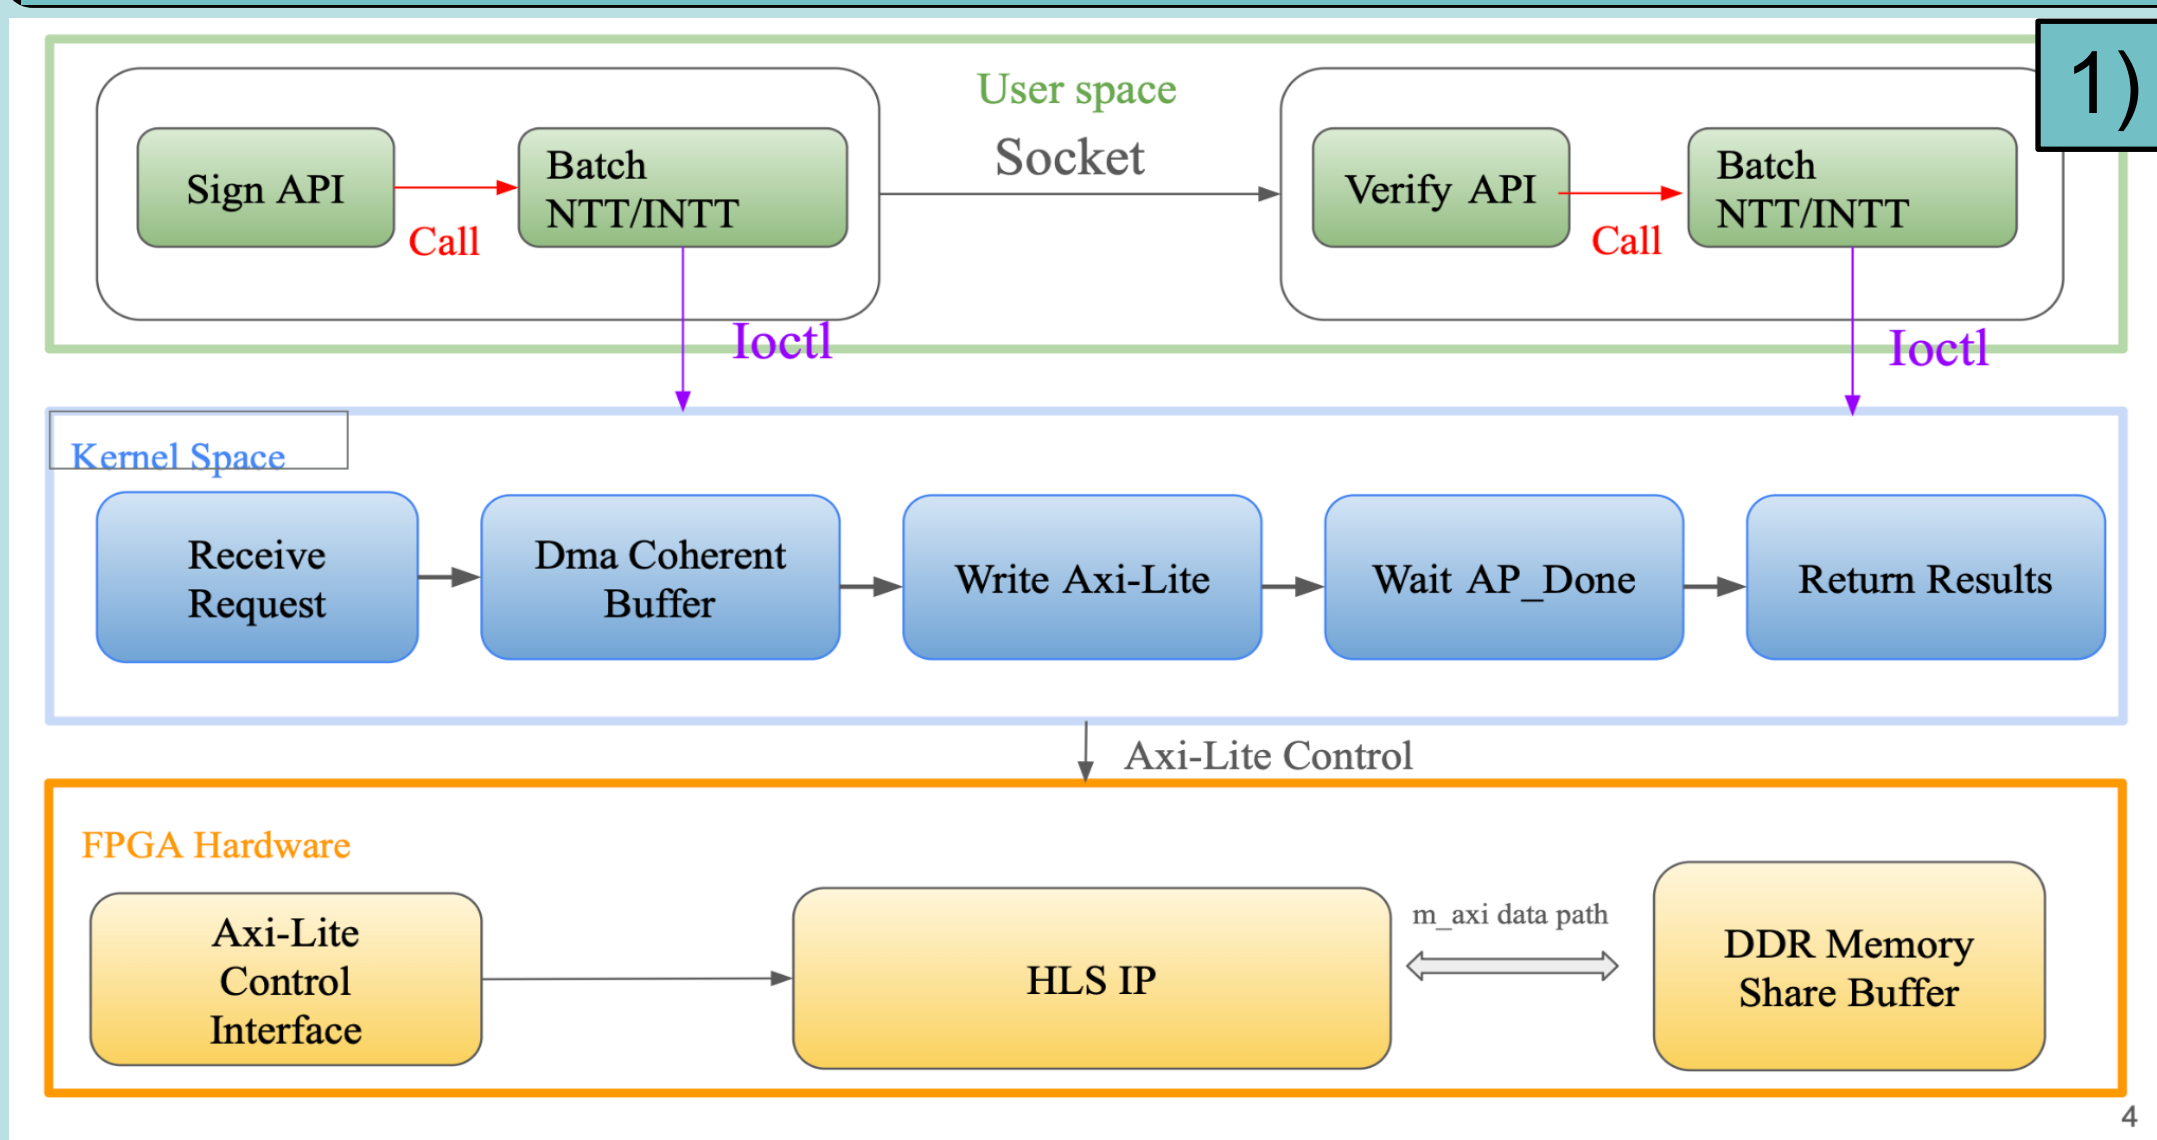 1)
User space
Socket
Sign API
Call
Batch
NTT/INTT
Verify API
Call
Batch
NTT/INTT
Ioctl
Ioctl
Kernel Space
Receive
Request
Dma Coherent
Buffer
Write Axi-Lite
Wait AP_Done
Return Results
Axi-Lite Control
FPGA Hardware
Axi-Lite
Control
Interface
HLS IP
m_axi data path
DDR Memory
Share Buffer
4